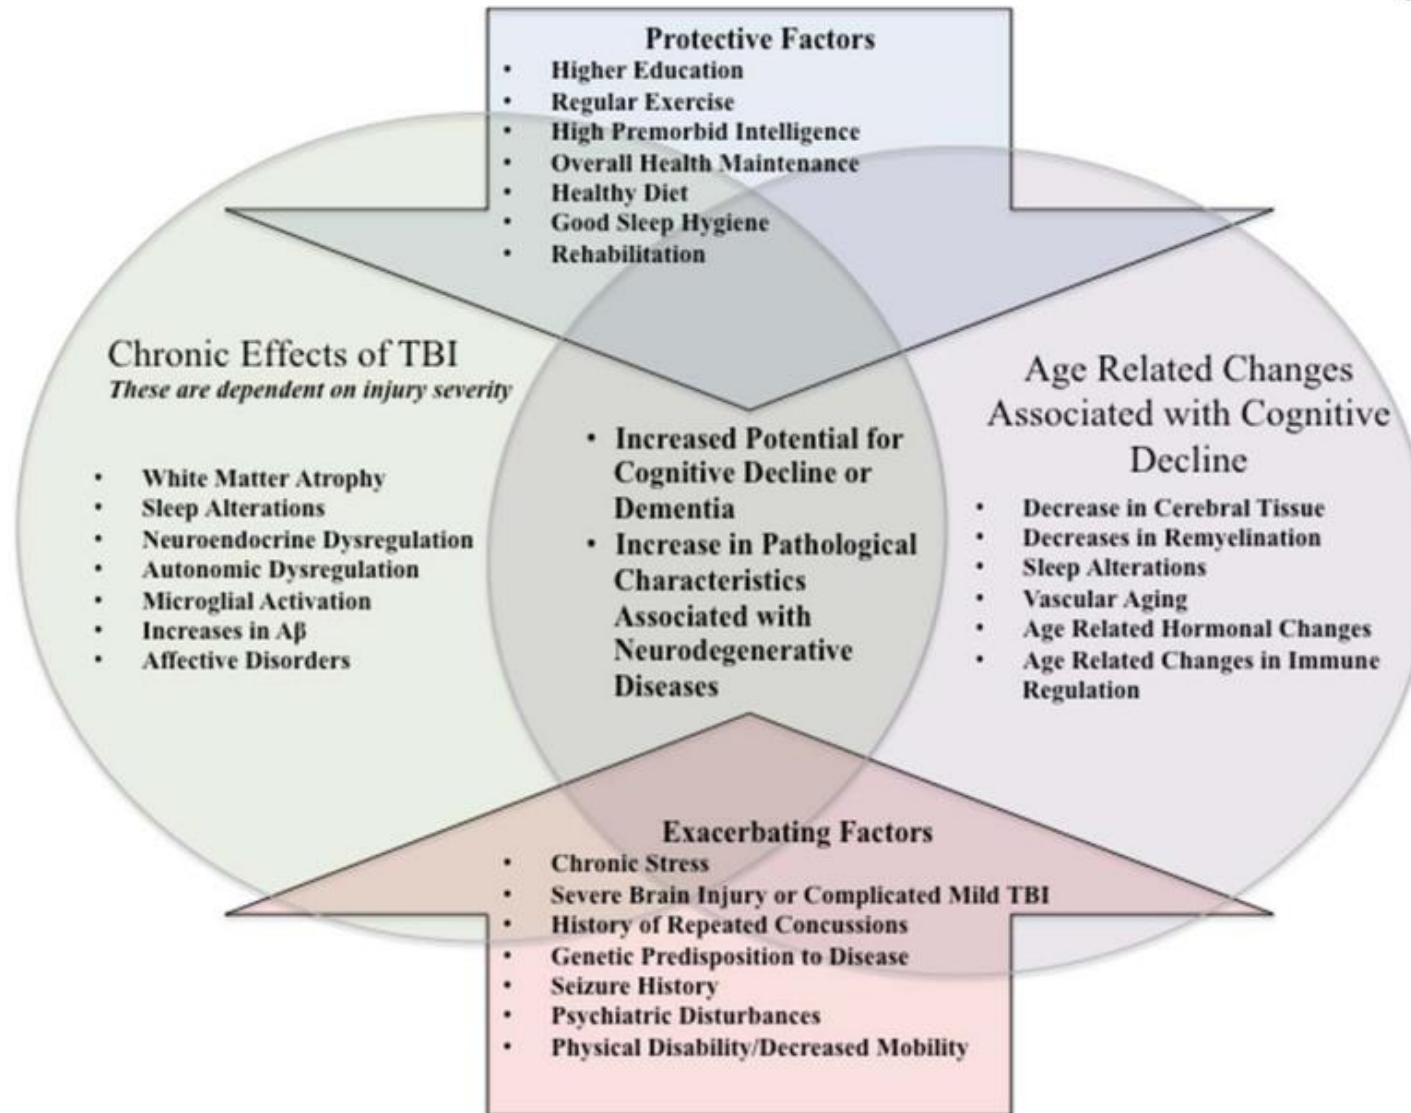 Protective Factors
• Higher Education
• Regular Exercise
• High Premorbid Intelligence
• Overall Health Maintenance
• Healthy Diet
• Good Sleep Hygiene
• Rehabilitation
Chronic Effects of TBI
These are dependent on injury severity
• White Matter Atrophy
• Sleep Alterations
• Neuroendocrine Dysregulation
• Autonomic Dysregulation
• Microglial Activation
• Increases in Aβ
• Affective Disorders
• Increased Potential for
Cognitive Decline or
Dementia
• Increase in Pathological
Characteristics
Associated with
Neurodegenerative
Diseases
Age Related Changes
Associated with Cognitive
Decline
• Decrease in Cerebral Tissue
• Decreases in Remyelination
• Sleep Alterations
• Vascular Aging
• Age Related Hormonal Changes
• Age Related Changes in Immune
Regulation
Exacerbating Factors
• Chronic Stress
• Severe Brain Injury or Complicated Mild TBI
• History of Repeated Concussions
• Genetic Predisposition to Disease
• Seizure History
• Psychiatric Disturbances
• Physical Disability/Decreased Mobility